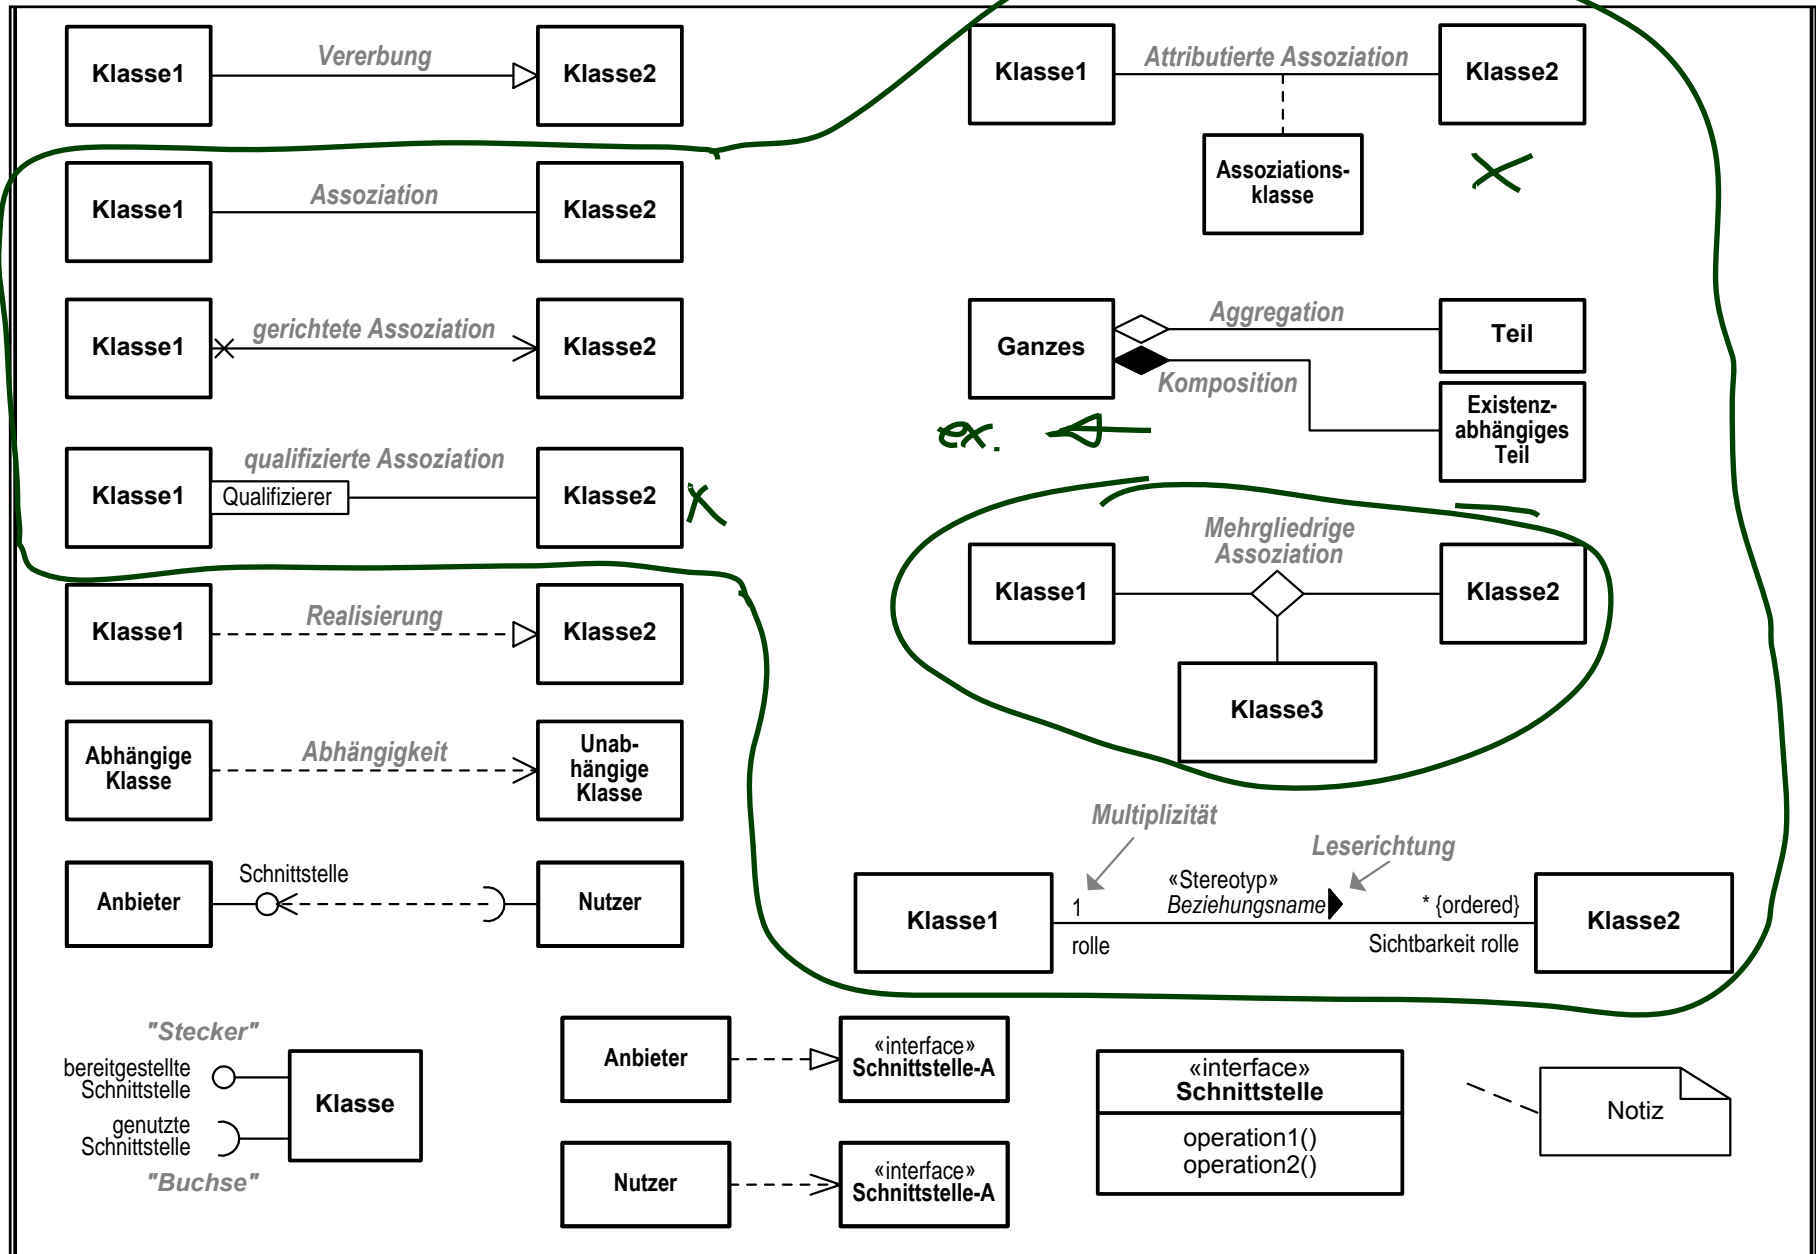 Klasse1
Vererbung
Klasse2
Klasse1
Assoziation
Klasse2
Klasse1
gerichtete Assoziation
Klasse2
Klasse1
qualifizierte Assoziation
Qualifizierer
Klasse2
x
Klasse1
Realisierung
Klasse2
Abhängige
Klasse
Abhängigkeit
Unab-
hängige
Klasse
Anbieter
Schnittstelle
Nutzer
"Stecker"
bereitgestellte
Schnittstelle
genutzte
Schnittstelle
"Buchse"
Klasse
Klasse1
Attributierte Assoziation
Klasse2
Assoziations-
klasse
x
Ganzes
Aggregation
Teil
Komposition
Existenz-
abhängiges
Teil
ex.
Mehrgliedrige
Assoziation
Klasse1
Klasse2
Klasse3
Multiplizität
Leserichtung
Klasse1
1
rolle
«Stereotyp»
Beziehungsname
* {ordered}
Sichtbarkeit rolle
Klasse2
Anbieter
«interface»
Schnittstelle-A
Nutzer
«interface»
Schnittstelle-A
«interface»
Schnittstelle
operation1()
operation2()
Notiz